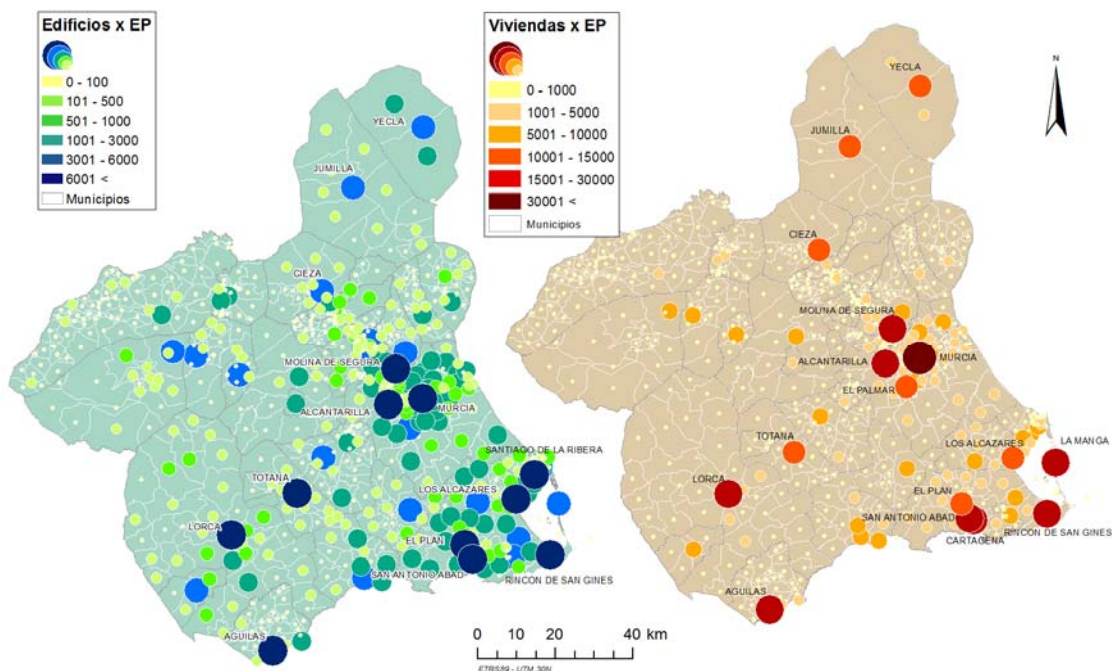 Edificios x EP
0 - 100
101 - 500
501 - 1000
1001 - 3000
3001 - 6000
6001 <
Municipios
YECLA
JUMILLA
CIEZA
MOLINA DE SEGURA
ALCANTARILLA
MURCIA
SANTIAGO DE LA RIBERA
TOTANA
LOS ALCAZARES
LORCA
EL PLAN
SAN ANTONIO ABAD
RINCON DE SAN GINES
AGUILAS
Viviendas x EP
0 - 1000
1001 - 5000
5001 - 10000
10001 - 15000
15001 - 30000
30001 <
Municipios
N
YECLA
JUMILLA
CIEZA
MOLINA DE SEGURA
ALCANTARILLA
MURCIA
EL PALMAR
TOTANA
LOS ALCAZARES
LA MANGA
LORCA
EL PLAN
SAN ANTONIO ABAD
RINCON DE SAN GINES
CARTAGENA
AGUILAS
0 10 20 40 km
ETRS89 - UTM 30N